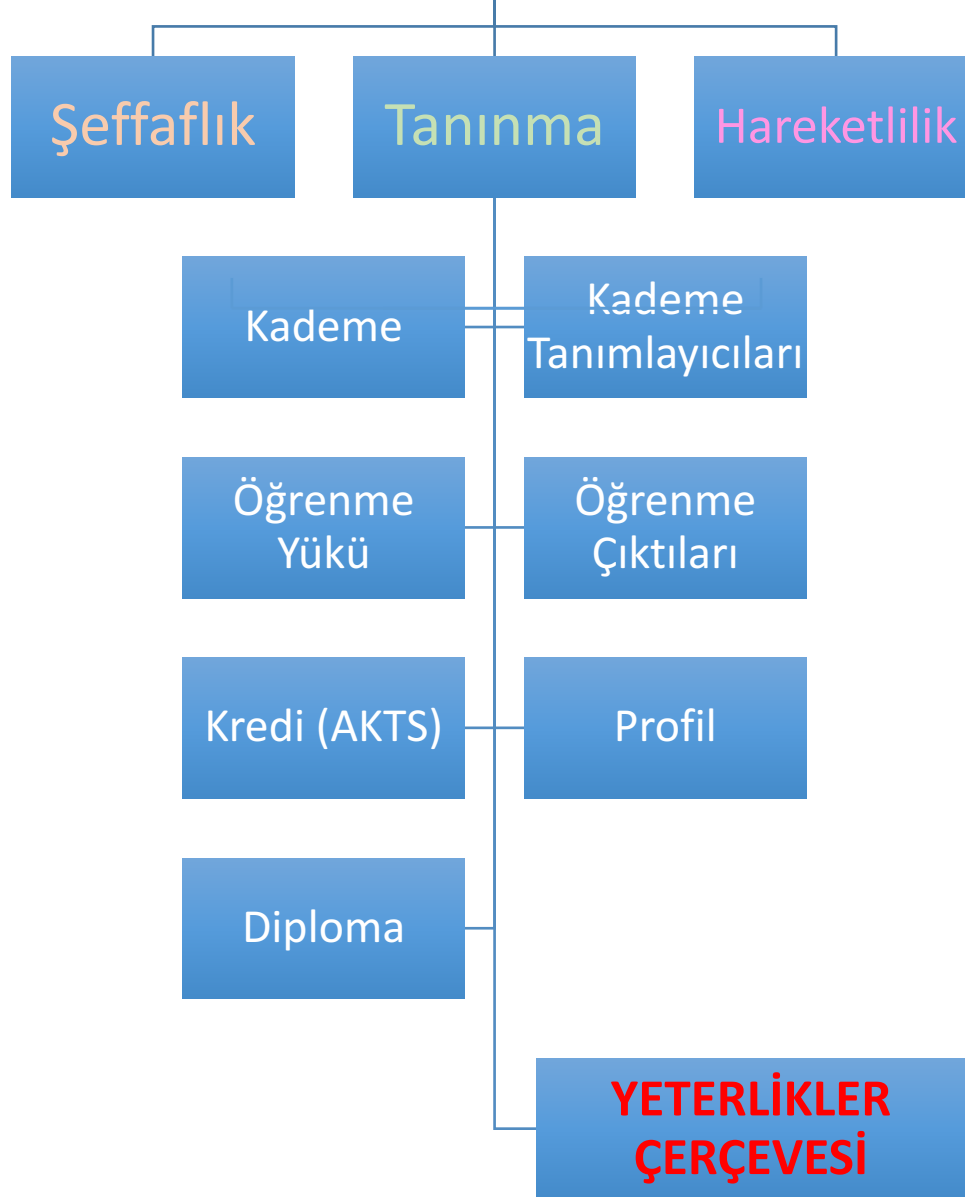 Şeffaflık
Tanınma
Hareketlilik
Kademe
Kademe
Tanımlayıcıları
Öğrenme
Yükü
Öğrenme
Çıktıları
Kredi (AKTS)
Profil
Diploma
YETERLİKLER
ÇERÇEVESİ